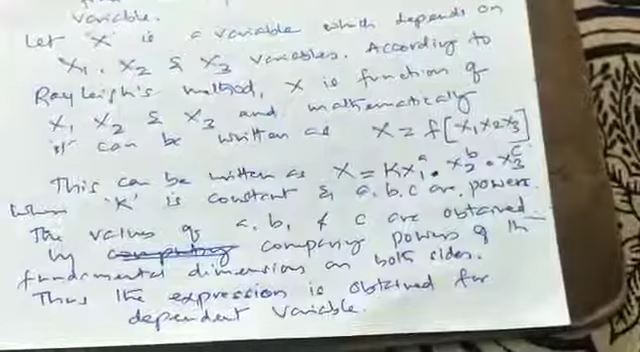 variable.
Let 'X' is a variable which depends on
X1, X2 & X3 variables. According to
Rayleigh's method, X is function of
X1 X2 & X3 and mathematically
it can be written as X = f[X1 X2 X3]
This can be written as X = K X1^a . X2^b . X3^c
where 'K' is constant & a. b. c are powers.
The values of a, b, & c are obtained
by comparing powers of the
fundamental dimension on both sides.
Thus the expression is obtained for
dependent variable.